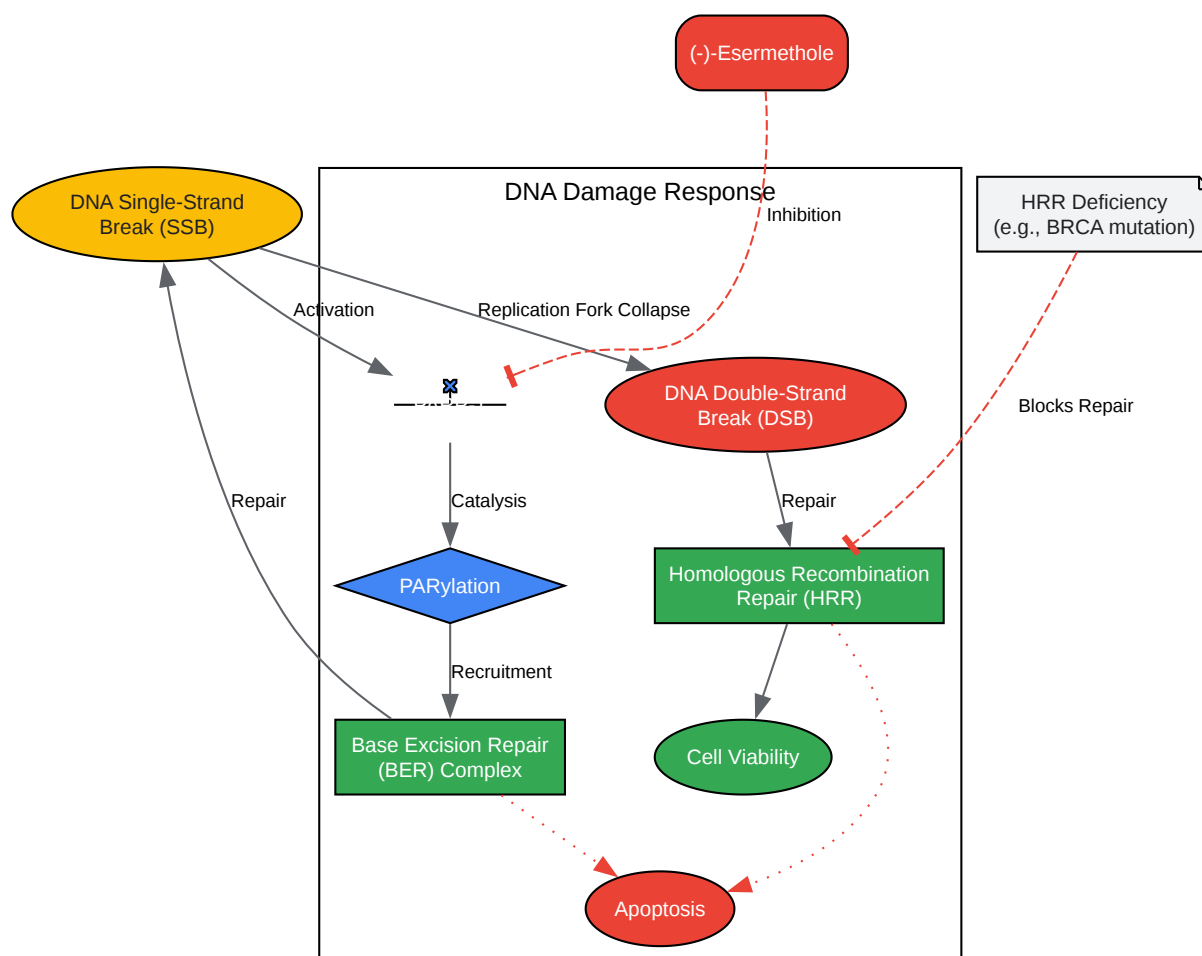 (-)-Esermethole
DNA Damage Response
DNA Single-Strand
Break (SSB)
HRR Deficiency
(e.g., BRCA mutation)
Inhibition
Activation
Replication Fork Collapse
DNA Double-Strand
Break (DSB)
Blocks Repair
Repair
Catalysis
Repair
PARylation
Homologous Recombination
Repair (HRR)
Recruitment
Base Excision Repair
(BER) Complex
Cell Viability
Apoptosis